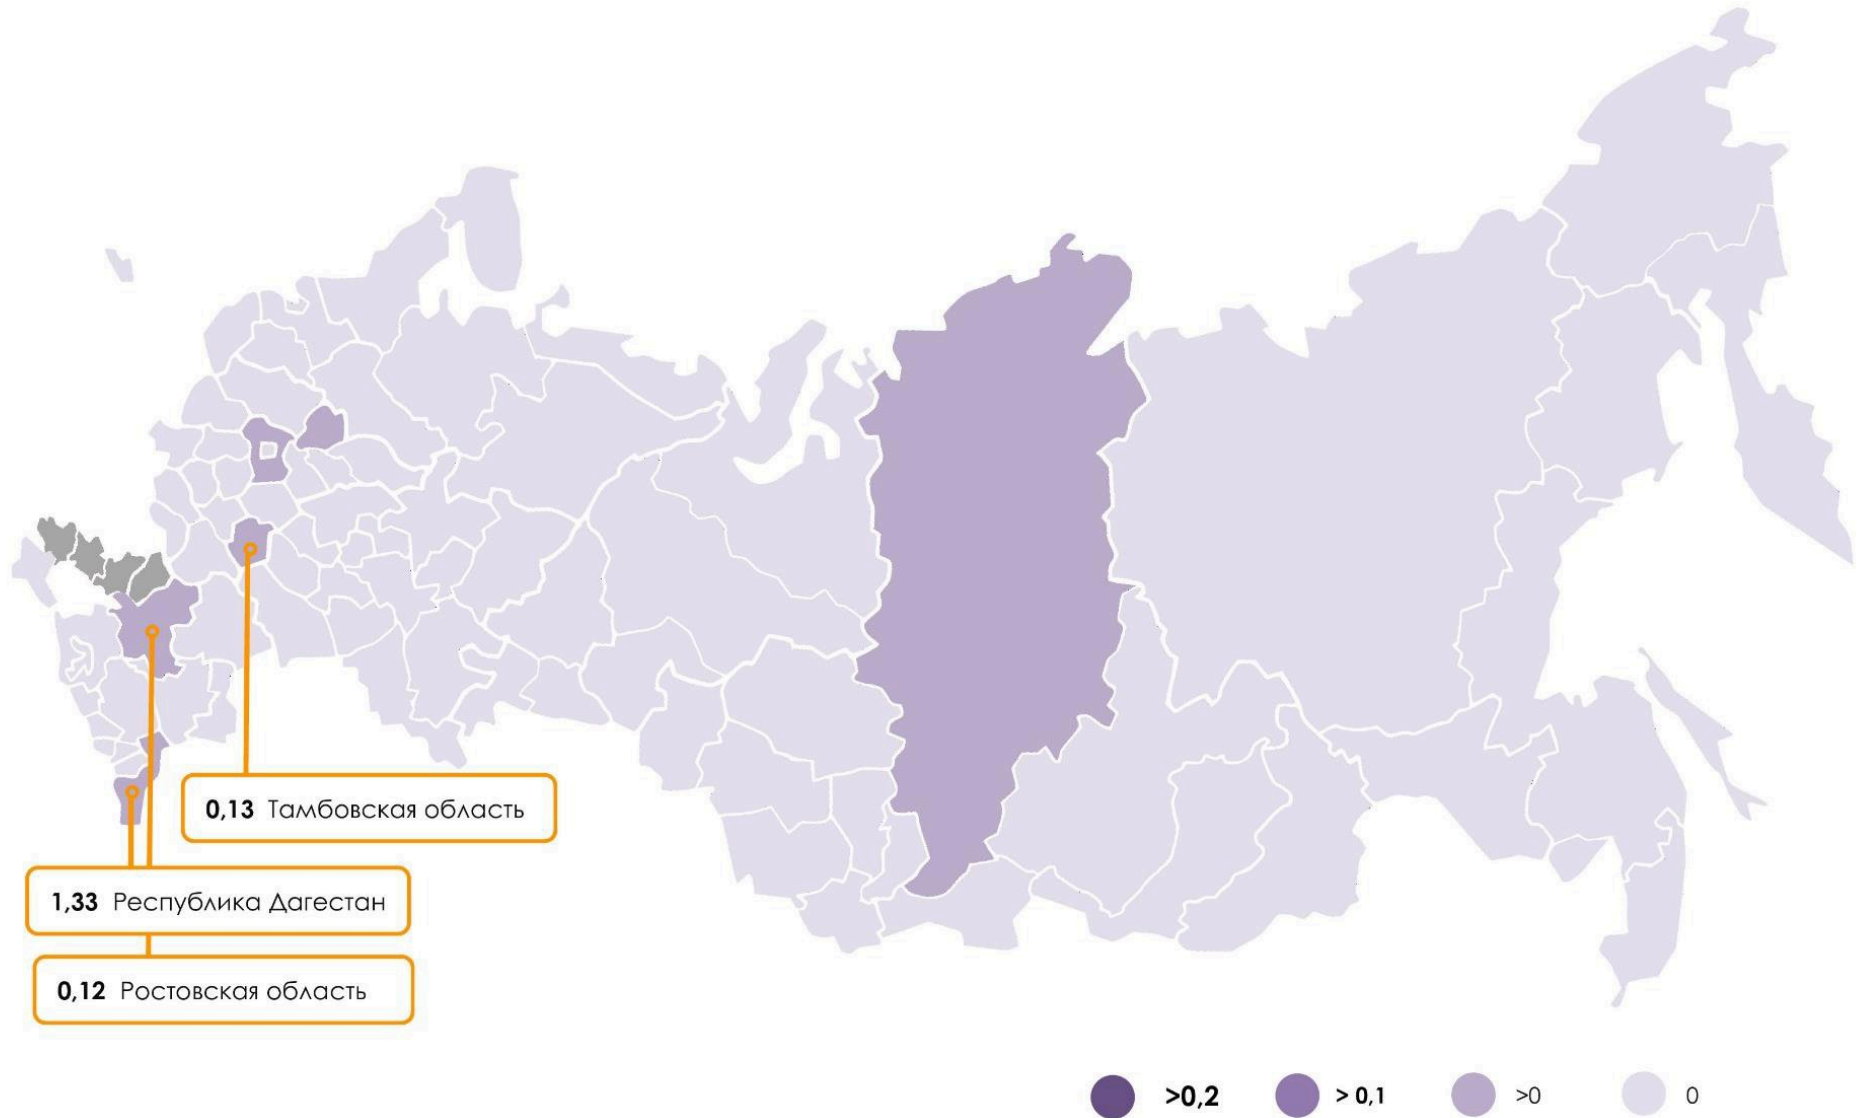 0,13 Тамбовская область
1,33 Республика Дагестан
0,12 Ростовская область
>0,2 > 0,1 >0 0